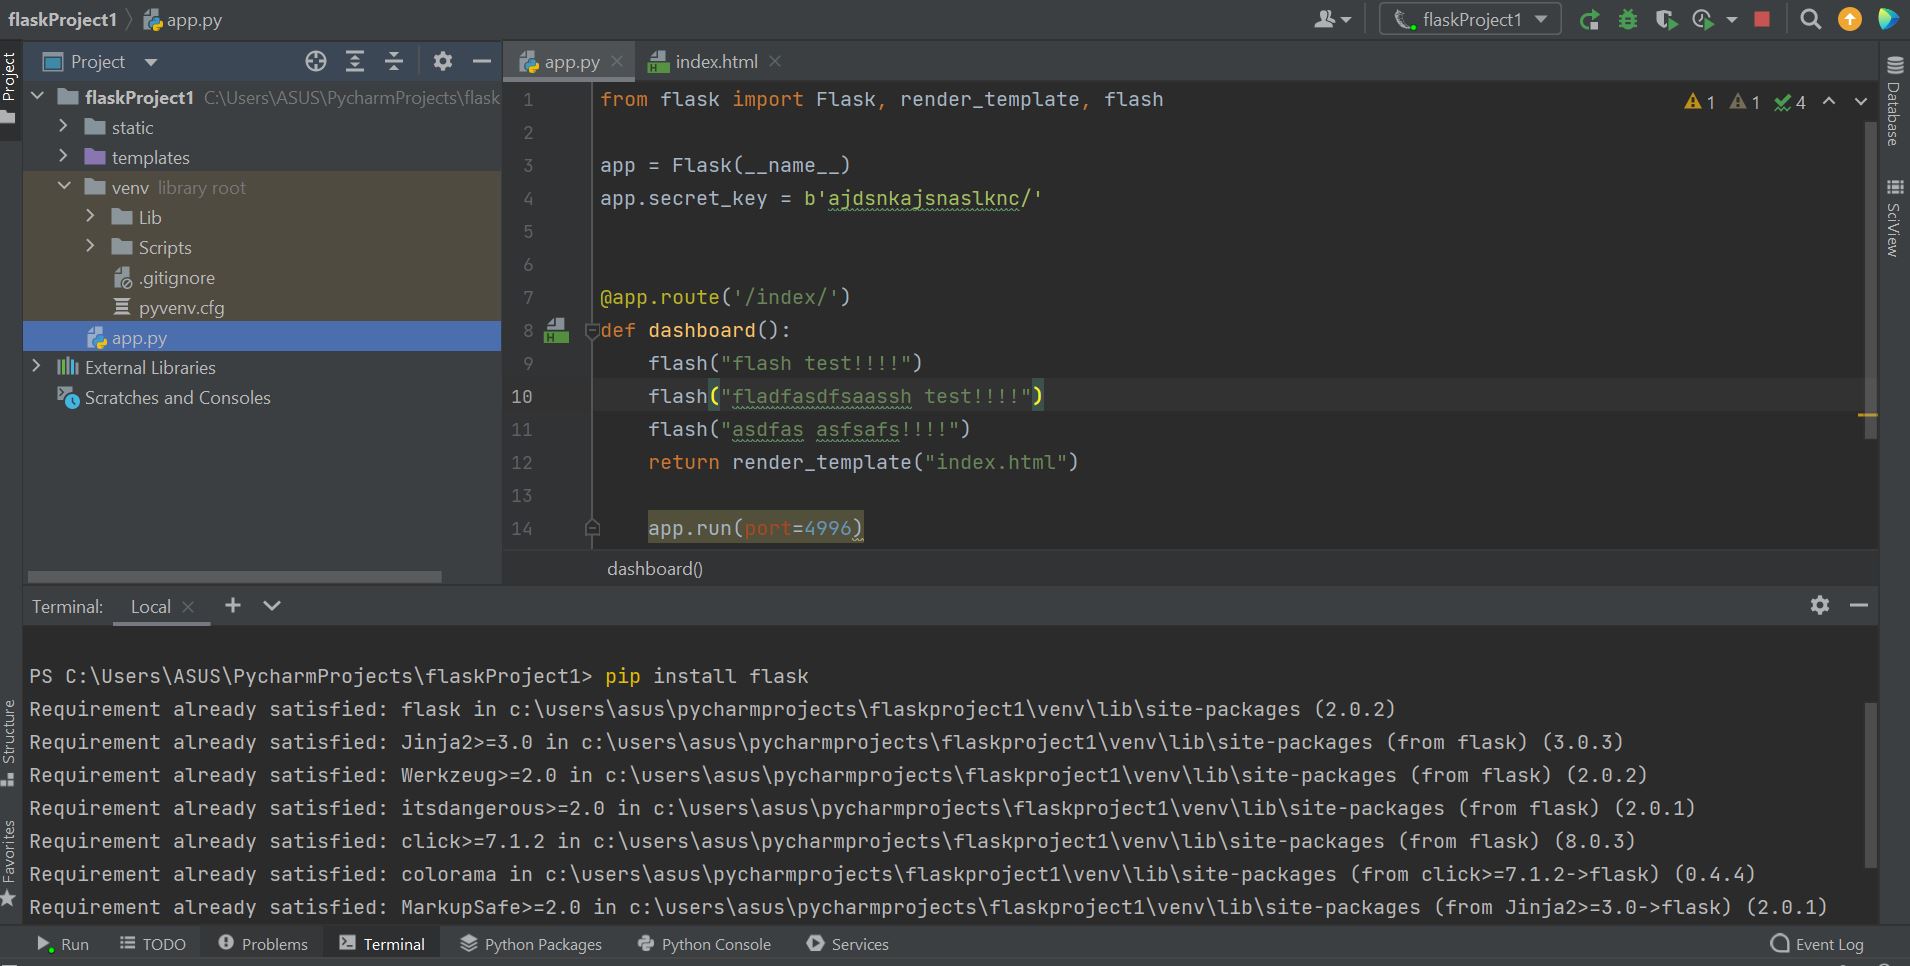 flaskProject1 app.py
flaskProject1
Project
app.py
index.html
Project
flaskProject1 C:\Users\ASUS\PycharmProjects\flask
static
templates
venv library root
Lib
Scripts
.gitignore
pyvenv.cfg
app.py
External Libraries
Scratches and Consoles
1 from flask import Flask, render_template, flash
2
3 app = Flask(__name__)
4 app.secret_key = b'ajdsnkajsnaslknc/'
5
6
7 @app.route('/index/')
8 def dashboard():
9 flash("flash test!!!!")
10 flash("fladfasdfsaassh test!!!!")
11 flash("asdfas asfsafs!!!!")
12 return render_template("index.html")
13
14 app.run(port=4996)
1 1 4
dashboard()
Database
SciView
Terminal: Local
PS C:\Users\ASUS\PycharmProjects\flaskProject1> pip install flask
Requirement already satisfied: flask in c:\users\asus\pycharmprojects\flaskproject1\venv\lib\site-packages (2.0.2)
Requirement already satisfied: Jinja2>=3.0 in c:\users\asus\pycharmprojects\flaskproject1\venv\lib\site-packages (from flask) (3.0.3)
Requirement already satisfied: Werkzeug>=2.0 in c:\users\asus\pycharmprojects\flaskproject1\venv\lib\site-packages (from flask) (2.0.2)
Requirement already satisfied: itsdangerous>=2.0 in c:\users\asus\pycharmprojects\flaskproject1\venv\lib\site-packages (from flask) (2.0.1)
Requirement already satisfied: click>=7.1.2 in c:\users\asus\pycharmprojects\flaskproject1\venv\lib\site-packages (from flask) (8.0.3)
Requirement already satisfied: colorama in c:\users\asus\pycharmprojects\flaskproject1\venv\lib\site-packages (from click>=7.1.2->flask) (0.4.4)
Requirement already satisfied: MarkupSafe>=2.0 in c:\users\asus\pycharmprojects\flaskproject1\venv\lib\site-packages (from Jinja2>=3.0->flask) (2.0.1)
Structure
Favorites
Run TODO Problems Terminal Python Packages Python Console Services Event Log